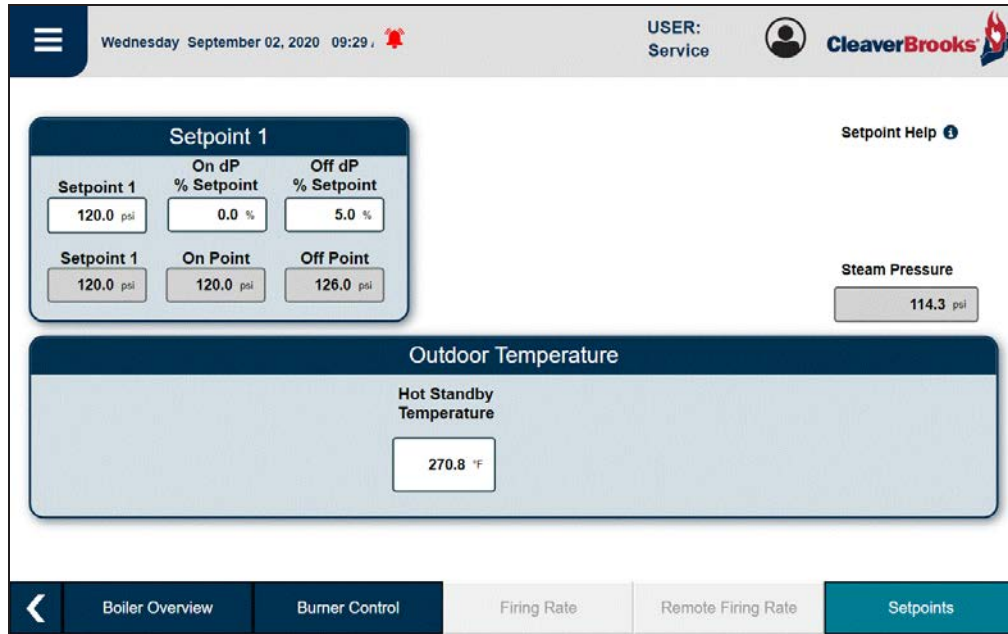 Wednesday September 02, 2020 09:29
USER:
Service
CleaverBrooks
Setpoint 1
Setpoint Help
Setpoint 1
On dP
% Setpoint
Off dP
% Setpoint
120.0 psi
0.0 %
5.0 %
Setpoint 1
On Point
Off Point
120.0 psi
120.0 psi
126.0 psi
Steam Pressure
114.3 psi
Outdoor Temperature
Hot Standby
Temperature
270.8 °F
Boiler Overview
Burner Control
Firing Rate
Remote Firing Rate
Setpoints